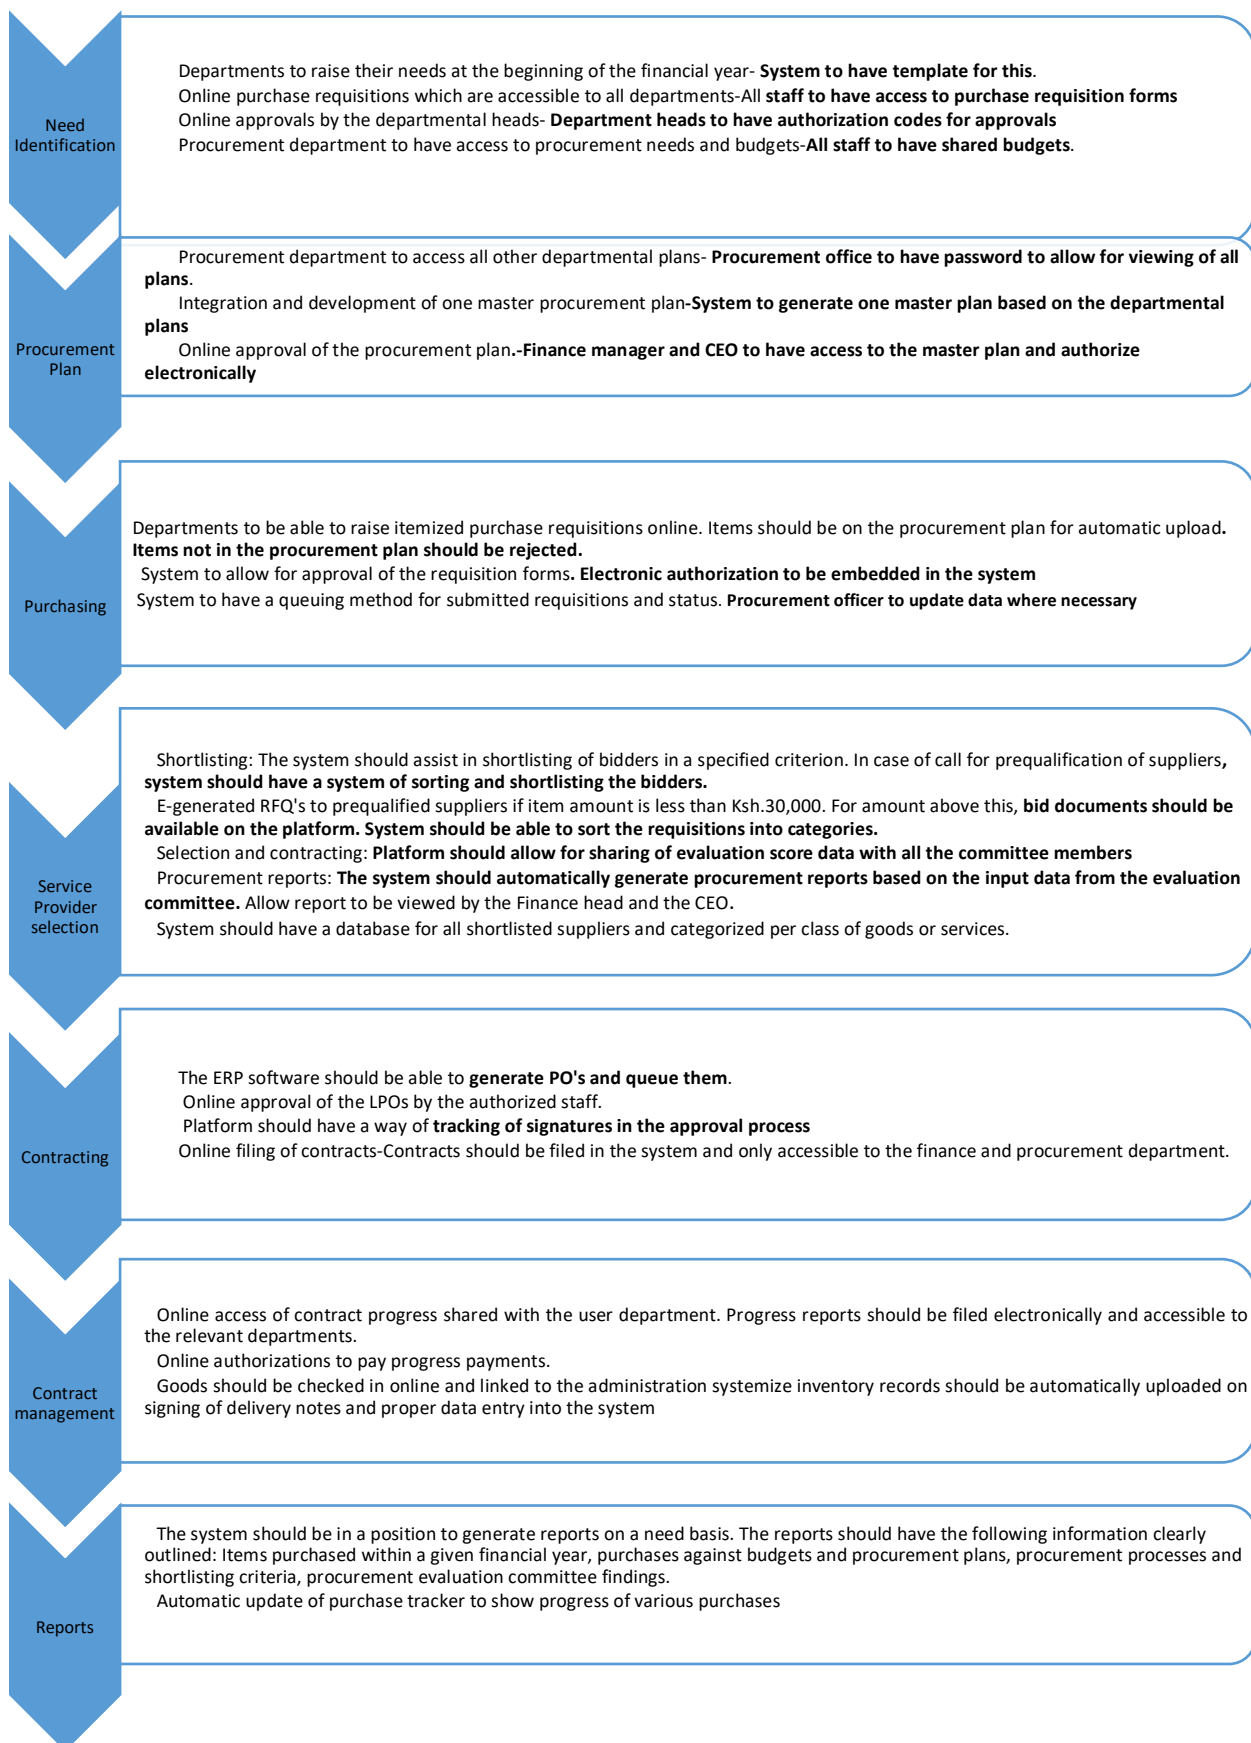 Need
Identification
Departments to raise their needs at the beginning of the financial year- System to have template for this.
Online purchase requisitions which are accessible to all departments-All staff to have access to purchase requisition forms
Online approvals by the departmental heads- Department heads to have authorization codes for approvals
Procurement department to have access to procurement needs and budgets-All staff to have shared budgets.
Procurement
Plan
Procurement department to access all other departmental plans- Procurement office to have password to allow for viewing of all
plans.
Integration and development of one master procurement plan-System to generate one master plan based on the departmental
plans
Online approval of the procurement plan.-Finance manager and CEO to have access to the master plan and authorize
electronically
Purchasing
Departments to be able to raise itemized purchase requisitions online. Items should be on the procurement plan for automatic upload.
Items not in the procurement plan should be rejected.
System to allow for approval of the requisition forms. Electronic authorization to be embedded in the system
System to have a queuing method for submitted requisitions and status. Procurement officer to update data where necessary
Service
Provider
selection
Shortlisting: The system should assist in shortlisting of bidders in a specified criterion. In case of call for prequalification of suppliers,
system should have a system of sorting and shortlisting the bidders.
E-generated RFQ's to prequalified suppliers if item amount is less than Ksh.30,000. For amount above this, bid documents should be
available on the platform. System should be able to sort the requisitions into categories.
Selection and contracting: Platform should allow for sharing of evaluation score data with all the committee members
Procurement reports: The system should automatically generate procurement reports based on the input data from the evaluation
committee. Allow report to be viewed by the Finance head and the CEO.
System should have a database for all shortlisted suppliers and categorized per class of goods or services.
Contracting
The ERP software should be able to generate PO's and queue them.
Online approval of the LPOs by the authorized staff.
Platform should have a way of tracking of signatures in the approval process
Online filing of contracts-Contracts should be filed in the system and only accessible to the finance and procurement department.
Contract
management
Online access of contract progress shared with the user department. Progress reports should be filed electronically and accessible to
the relevant departments.
Online authorizations to pay progress payments.
Goods should be checked in online and linked to the administration systemize inventory records should be automatically uploaded on
signing of delivery notes and proper data entry into the system
Reports
The system should be in a position to generate reports on a need basis. The reports should have the following information clearly
outlined: Items purchased within a given financial year, purchases against budgets and procurement plans, procurement processes and
shortlisting criteria, procurement evaluation committee findings.
Automatic update of purchase tracker to show progress of various purchases